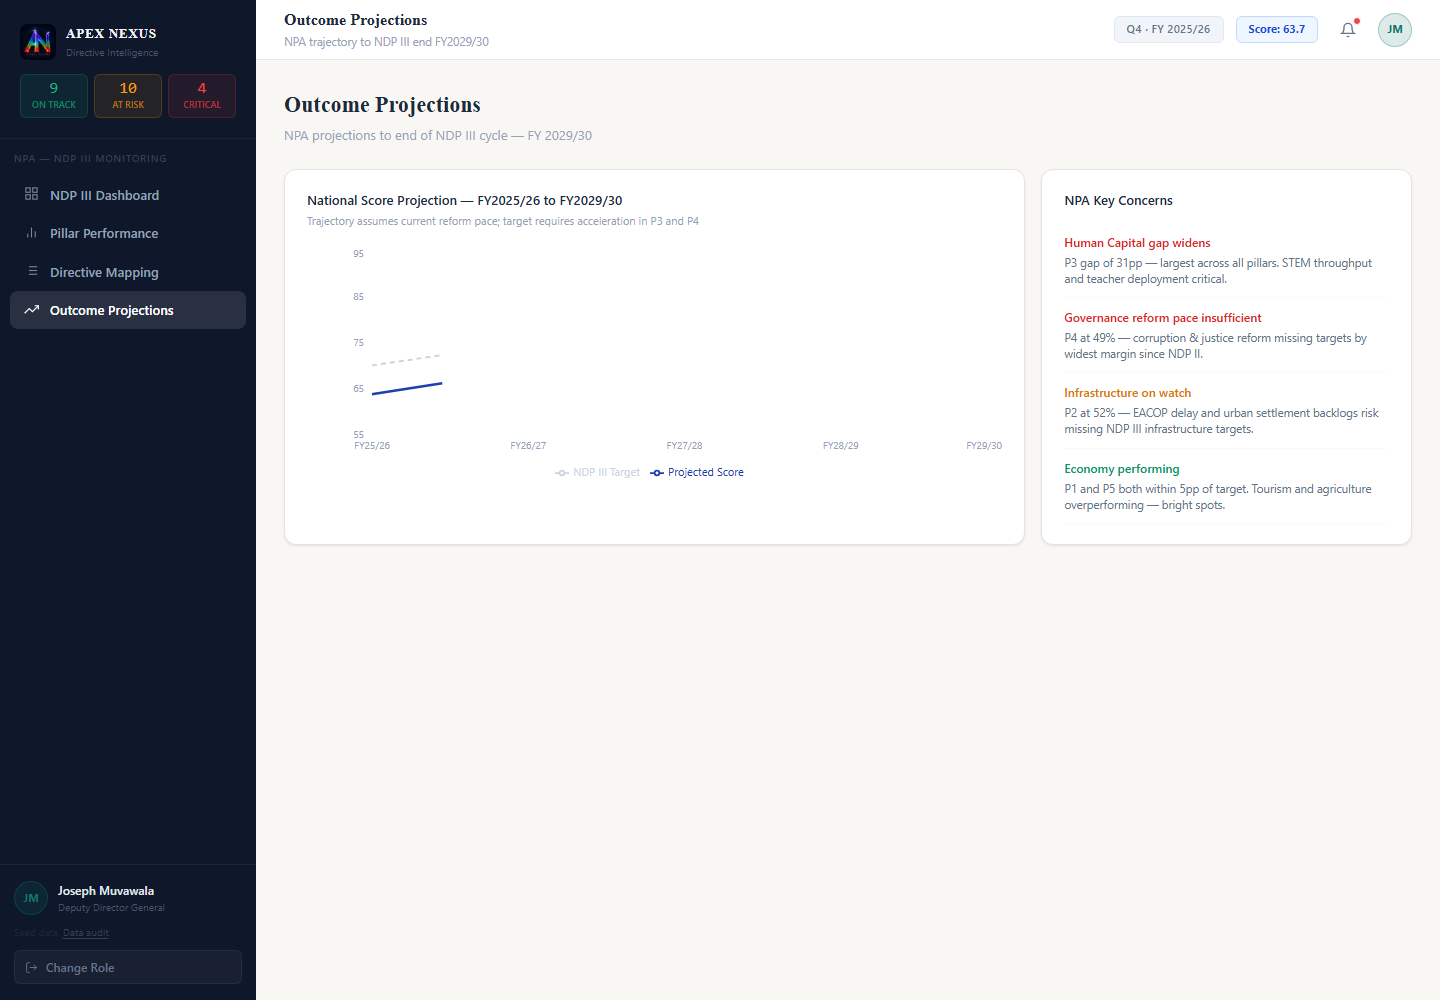 APEX NEXUS
Directive Intelligence
9
ON TRACK
10
AT RISK
4
CRITICAL
NPA — NDP III MONITORING
NDP III Dashboard
Pillar Performance
Directive Mapping
Outcome Projections
Joseph Muvawala
Deputy Director General
Seed data. Data audit
Change Role
Outcome Projections
NPA trajectory to NDP III end FY2029/30
Q4 · FY 2025/26
Score: 63.7
JM
Outcome Projections
NPA projections to end of NDP III cycle — FY 2029/30
National Score Projection — FY2025/26 to FY2029/30
Trajectory assumes current reform pace; target requires acceleration in P3 and P4
95
85
75
65
55
FY25/26
FY26/27
FY27/28
FY28/29
FY29/30
NDP III Target
Projected Score
NPA Key Concerns
Human Capital gap widens
P3 gap of 31pp — largest across all pillars. STEM throughput
and teacher deployment critical.
Governance reform pace insufficient
P4 at 49% — corruption & justice reform missing targets by
widest margin since NDP II.
Infrastructure on watch
P2 at 52% — EACOP delay and urban settlement backlogs risk
missing NDP III infrastructure targets.
Economy performing
P1 and P5 both within 5pp of target. Tourism and agriculture
overperforming — bright spots.
JM